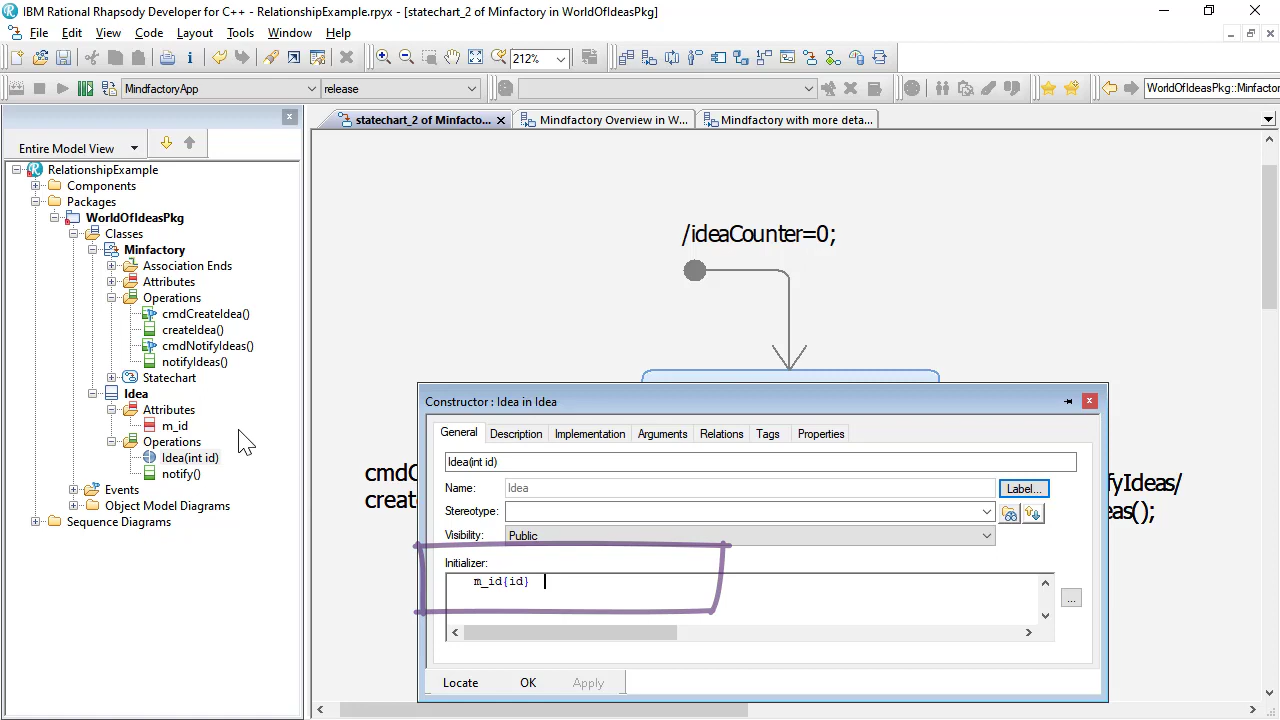 IBM Rational Rhapsody Developer for C++ - RelationshipExample.rpyx - [statechart_2 of Minfactory in WorldOfIdeasPkg]
File Edit View Code Layout Tools Window Help
212%
MindfactoryApp release WorldOfIdeasPkg::Minfactor
statechart_2 of Minfacto... Mindfactory Overview in W... Mindfactory with more deta...
Entire Model View
RelationshipExample
Components
Packages
WorldOfIdeasPkg
Classes
Minfactory
Association Ends
Attributes
Operations
cmdCreateIdea()
createIdea()
cmdNotifyIdeas()
notifyIdeas()
Statechart
Idea
Attributes
m_id
Operations
Idea(int id)
notify()
Events
Object Model Diagrams
Sequence Diagrams
/ideaCounter=0;
cmdC
create
fyIdeas/
eas();
Constructor : Idea in Idea
General Description Implementation Arguments Relations Tags Properties
Idea(int id)
Name: Idea Label...
Stereotype:
Visibility: Public
Initializer:
m_id{id}
...
Locate OK Apply